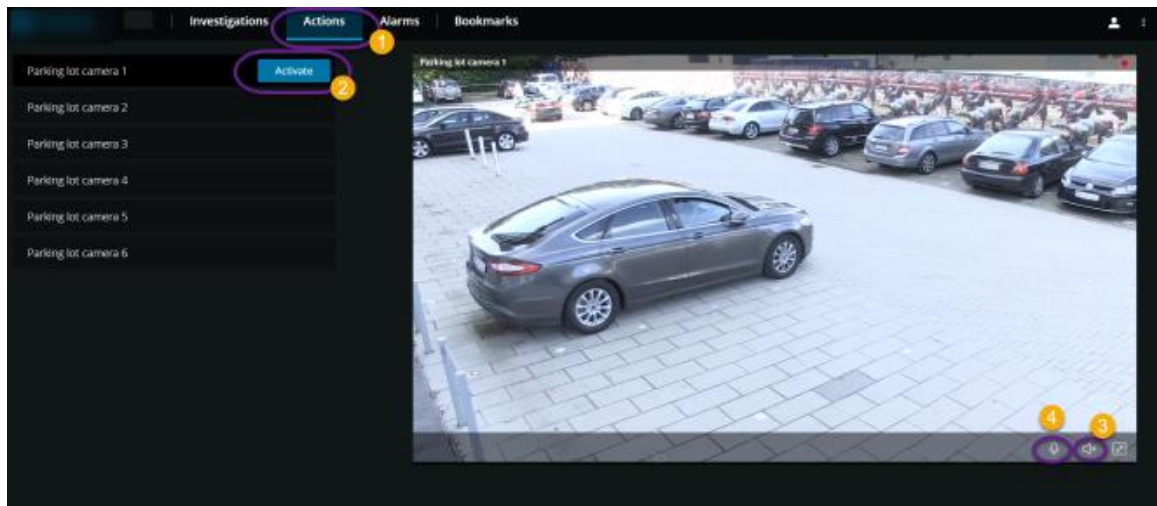 Investigations Actions Alarms Bookmarks
1
Parking lot camera 1 Activate
2
Parking lot camera 1
Parking lot camera 2
Parking lot camera 3
Parking lot camera 4
Parking lot camera 5
Parking lot camera 6
4 3